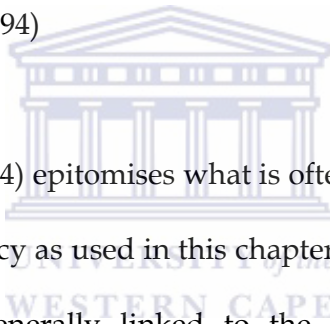 94)
4) epitomises what is ofte
cy as used in this chapter
UNIVERSITY of the
WESTERN CAPE
enerally linked to the